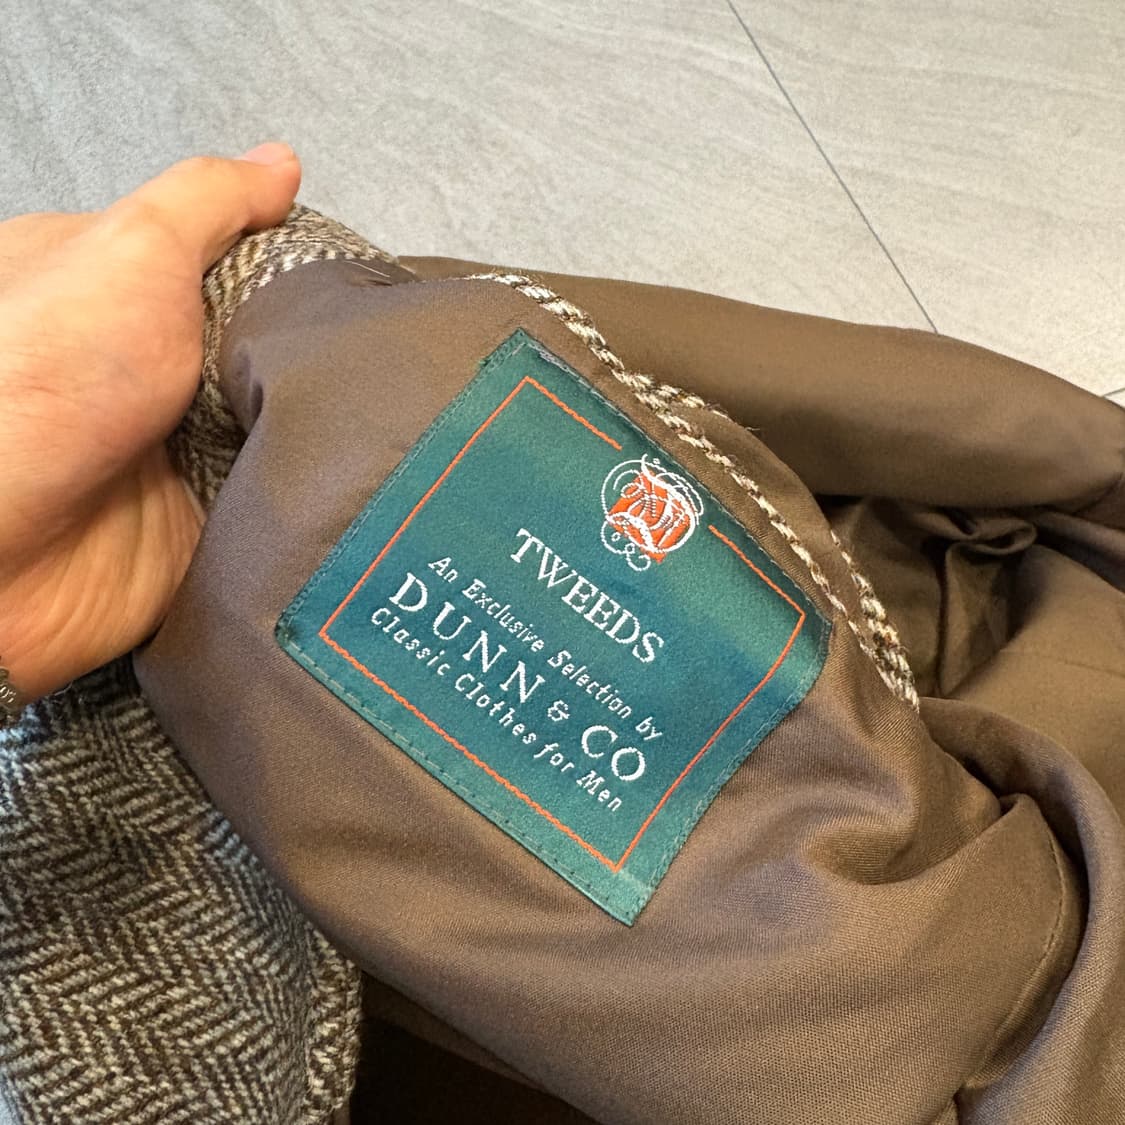 TWEEDS
An Exclusive Selection by
DUNN & CO
Classic Clothes for Men